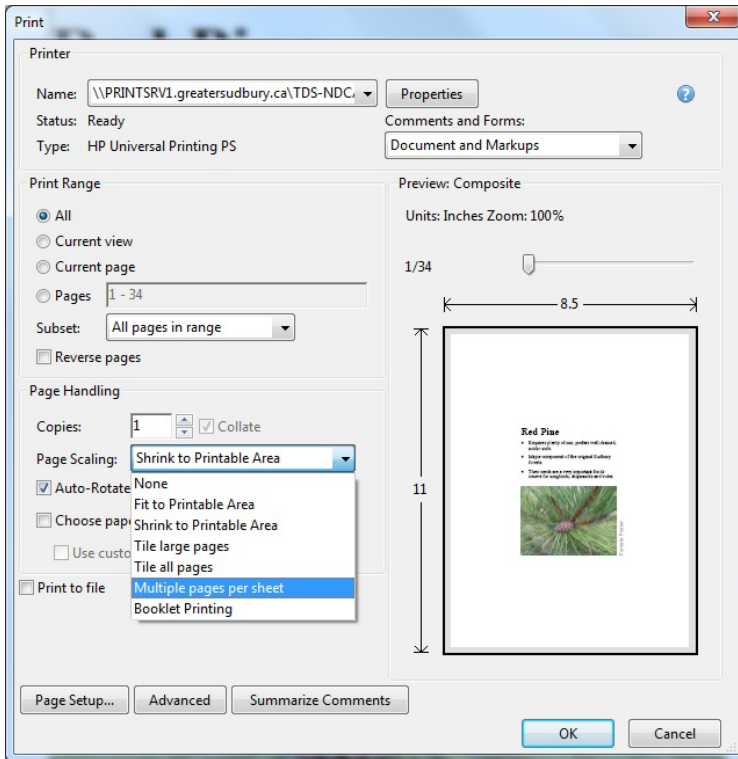 Print
Printer
Name: \\PRINTSRV1.greatersudbury.ca\TDS-NDC
Properties
Status: Ready
Comments and Forms:
Type: HP Universal Printing PS
Document and Markups
Print Range
All
Current view
Current page
Pages 1 - 34
Subset: All pages in range
Reverse pages
Preview: Composite
Units: Inches Zoom: 100%
1/34
8.5
11
Red Pine
Page Handling
Copies: 1 Collate
Page Scaling: Shrink to Printable Area
Auto-Rotate
None
Fit to Printable Area
Shrink to Printable Area
Tile large pages
Tile all pages
Multiple pages per sheet
Booklet Printing
Choose pap
Use custo
Print to file
Page Setup... Advanced Summarize Comments
OK Cancel